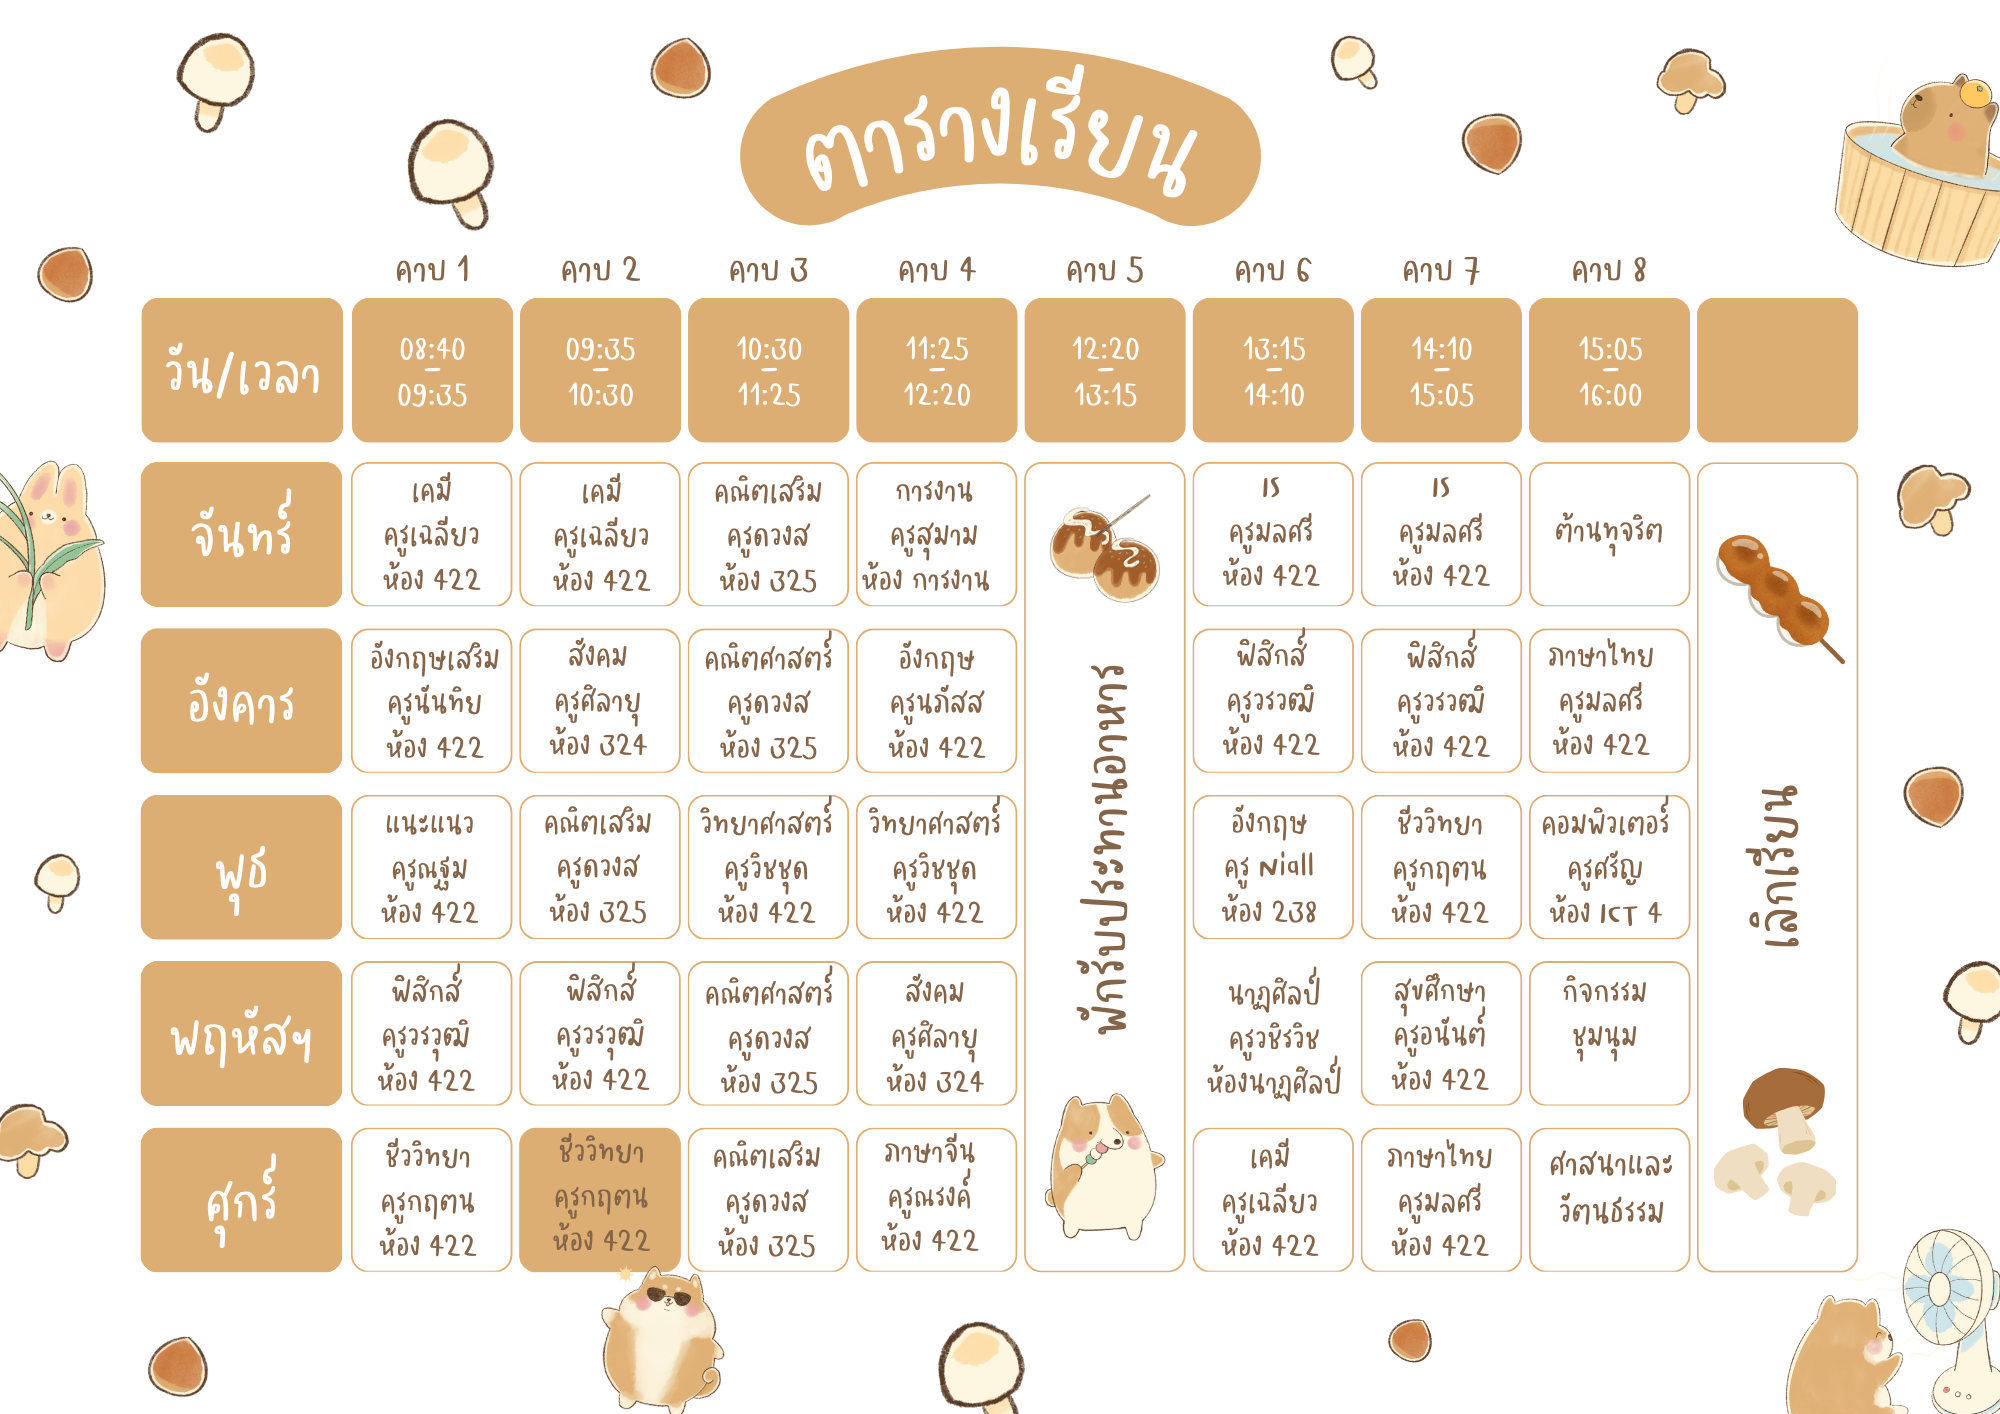 ตารางเรียน
คาบ 1
คาบ 2
คาบ 3
คาบ 4
คาบ 5
คาบ 6
คาบ 7
คาบ 8
วัน/เวลา
08:40
–
09:35
09:35
–
10:30
10:30
–
11:25
11:25
–
12:20
12:20
–
13:15
13:15
–
14:10
14:10
–
15:05
15:05
–
16:00
จันทร์
เคมี
ครูเฉลียว
ห้อง 422
เคมี
ครูเฉลียว
ห้อง 422
คณิตเสริม
ครูดวงส
ห้อง 325
การงาน
ครูสุมาม
ห้อง การงาน
พักรับประทานอาหาร
IS
ครูมลศรี
ห้อง 422
IS
ครูมลศรี
ห้อง 422
ต้านทุจริต
เลิกเรียน
อังคาร
อังกฤษเสริม
ครูนันทิย
ห้อง 422
สังคม
ครูศิลายุ
ห้อง 324
คณิตศาสตร์
ครูดวงส
ห้อง 325
อังกฤษ
ครูนภัสส
ห้อง 422
ฟิสิกส์
ครูวรวุฒิ
ห้อง 422
ฟิสิกส์
ครูวรวุฒิ
ห้อง 422
ภาษาไทย
ครูมลศรี
ห้อง 422
พุธ
แนะแนว
ครูณฐม
ห้อง 422
คณิตเสริม
ครูดวงส
ห้อง 325
วิทยาศาสตร์
ครูวิชชุด
ห้อง 422
วิทยาศาสตร์
ครูวิชชุด
ห้อง 422
อังกฤษ
ครู Niall
ห้อง 238
ชีววิทยา
ครูกฤตน
ห้อง 422
คอมพิวเตอร์
ครูศรัญ
ห้อง ICT 4
พฤหัสฯ
ฟิสิกส์
ครูวรวุฒิ
ห้อง 422
ฟิสิกส์
ครูวรวุฒิ
ห้อง 422
คณิตศาสตร์
ครูดวงส
ห้อง 325
สังคม
ครูศิลายุ
ห้อง 324
นาฏศิลป์
ครูวชิรวิช
ห้องนาฏศิลป์
สุขศึกษา
ครูอนันต์
ห้อง 422
กิจกรรม
ชุมนุม
ศุกร์
ชีววิทยา
ครูกฤตน
ห้อง 422
ชีววิทยา
ครูกฤตน
ห้อง 422
คณิตเสริม
ครูดวงส
ห้อง 325
ภาษาจีน
ครูณรงค์
ห้อง 422
เคมี
ครูเฉลียว
ห้อง 422
ภาษาไทย
ครูมลศรี
ห้อง 422
ศาสนาและ
วัฒนธรรม